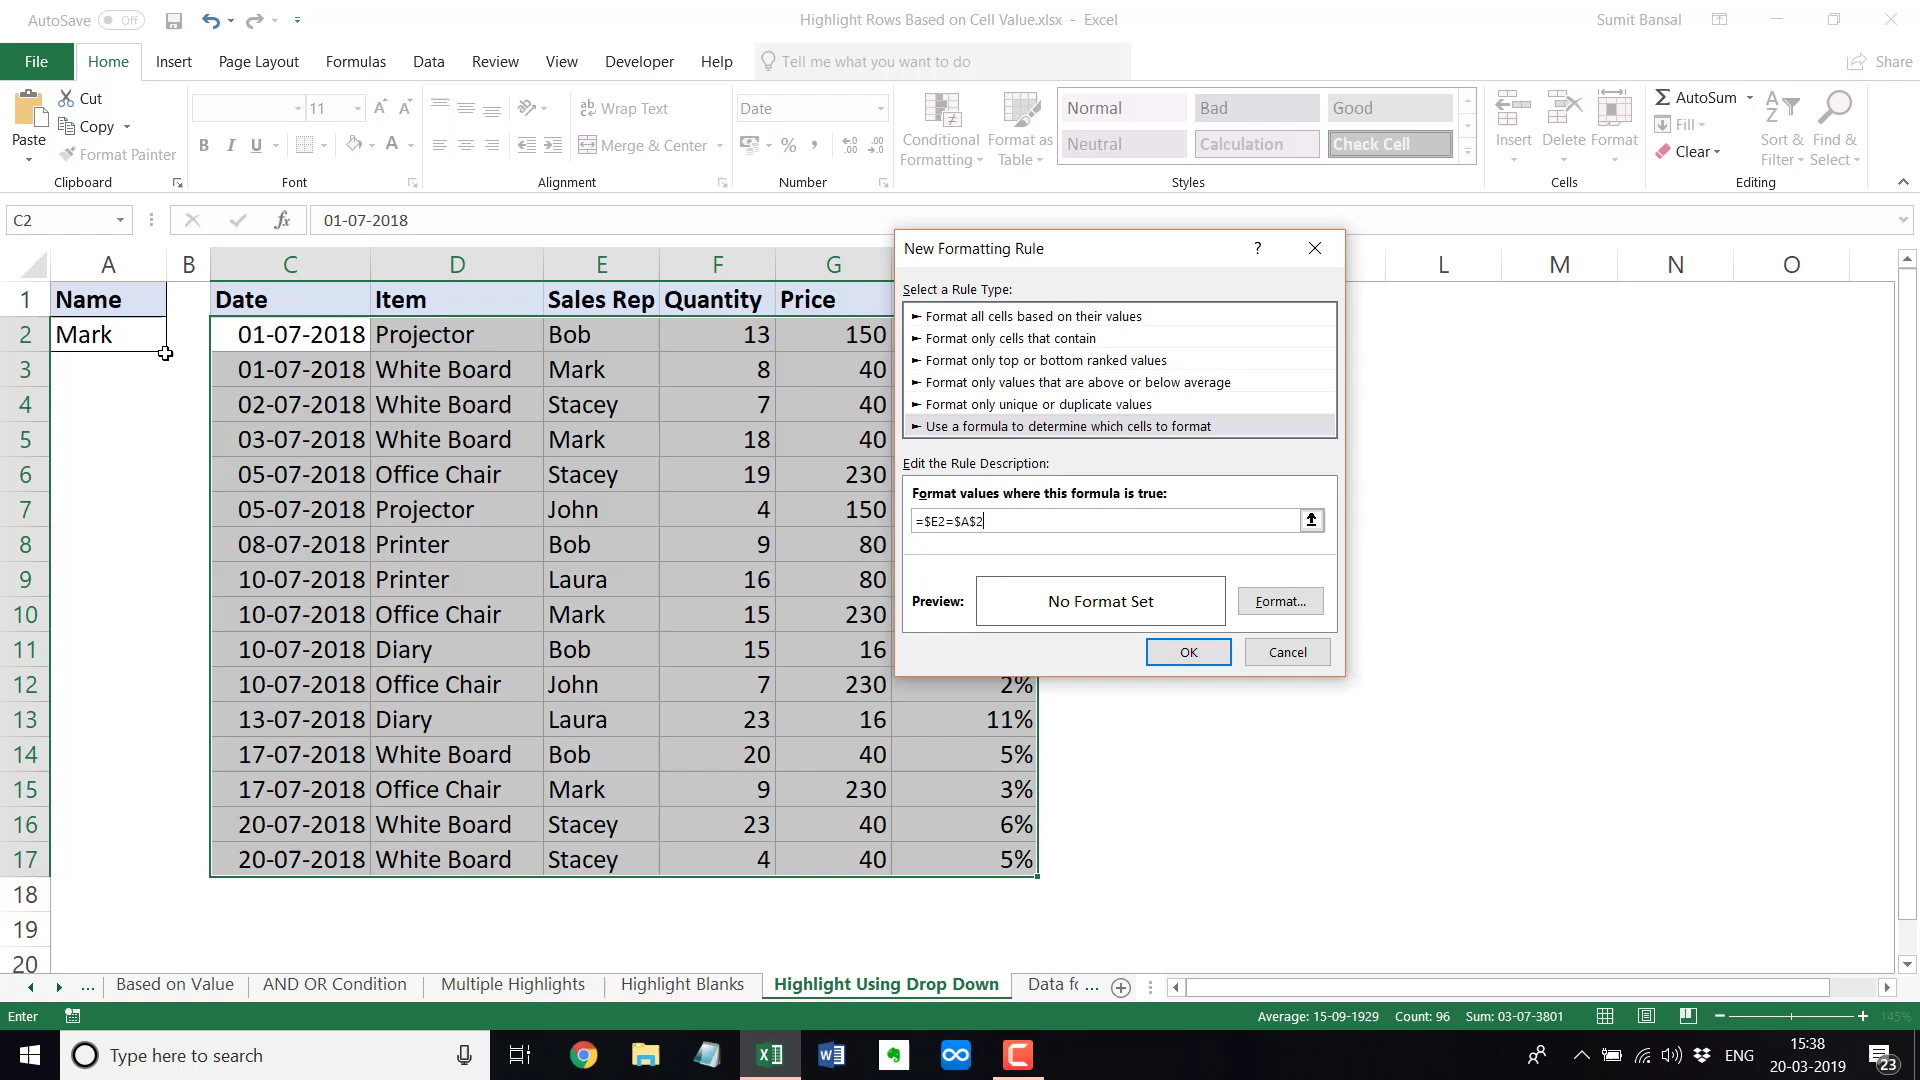 AutoSave Off
Highlight Rows Based on Cell Value.xlsx - Excel
Sumit Bansal
File Home Insert Page Layout Formulas Data Review View Developer Help Tell me what you want to do Share
Paste
Cut
Copy
Format Painter
Clipboard
11
B I U
Font
Wrap Text
Merge & Center
Alignment
Date
%
Number
Conditional Formatting
Format as Table
Normal Bad Good
Neutral Calculation Check Cell
Styles
Insert Delete Format
Cells
AutoSum
Fill
Clear
Sort & Filter
Find & Select
Editing
C2 fx 01-07-2018
A B C D E F G L M N O
1 Name Date Item Sales Rep Quantity Price
2 Mark 01-07-2018 Projector Bob 13 150
3 01-07-2018 White Board Mark 8 40
4 02-07-2018 White Board Stacey 7 40
5 03-07-2018 White Board Mark 18 40
6 05-07-2018 Office Chair Stacey 19 230
7 05-07-2018 Projector John 4 150
8 08-07-2018 Printer Bob 9 80
9 10-07-2018 Printer Laura 16 80
10 10-07-2018 Office Chair Mark 15 230
11 10-07-2018 Diary Bob 15 16
12 10-07-2018 Office Chair John 7 230 2%
13 13-07-2018 Diary Laura 23 16 11%
14 17-07-2018 White Board Bob 20 40 5%
15 17-07-2018 Office Chair Mark 9 230 3%
16 20-07-2018 White Board Stacey 23 40 6%
17 20-07-2018 White Board Stacey 4 40 5%
18
19
20
New Formatting Rule ?
Select a Rule Type:
► Format all cells based on their values
► Format only cells that contain
► Format only top or bottom ranked values
► Format only values that are above or below average
► Format only unique or duplicate values
► Use a formula to determine which cells to format
Edit the Rule Description:
Format values where this formula is true:
=$E2=$A$2
Preview: No Format Set Format...
OK Cancel
... Based on Value AND OR Condition Multiple Highlights Highlight Blanks Highlight Using Drop Down Data fo ...
Enter Average: 15-09-1929 Count: 96 Sum: 03-07-3801 145%
Type here to search
ENG
15:38
20-03-2019
23